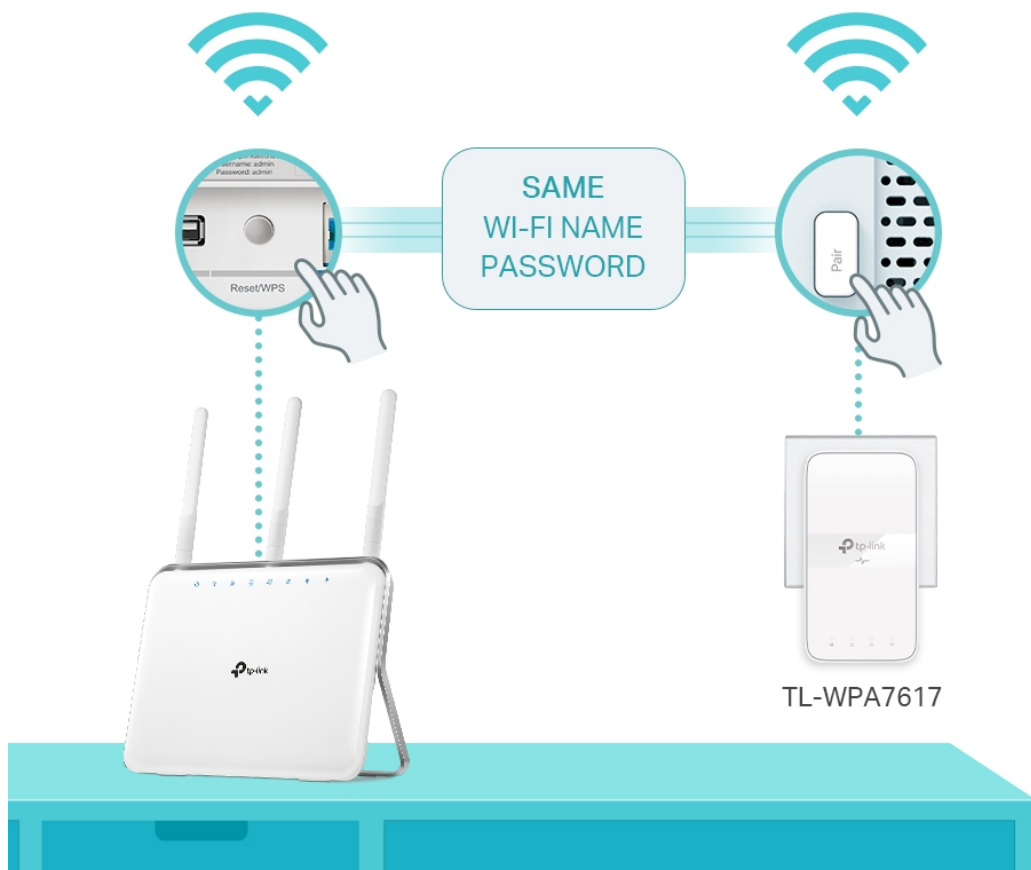 Username: admin
Password: admin
Reset/WPS
SAME
WI-FI NAME
PASSWORD
Pair
tp-link
tp-link
TL-WPA7617